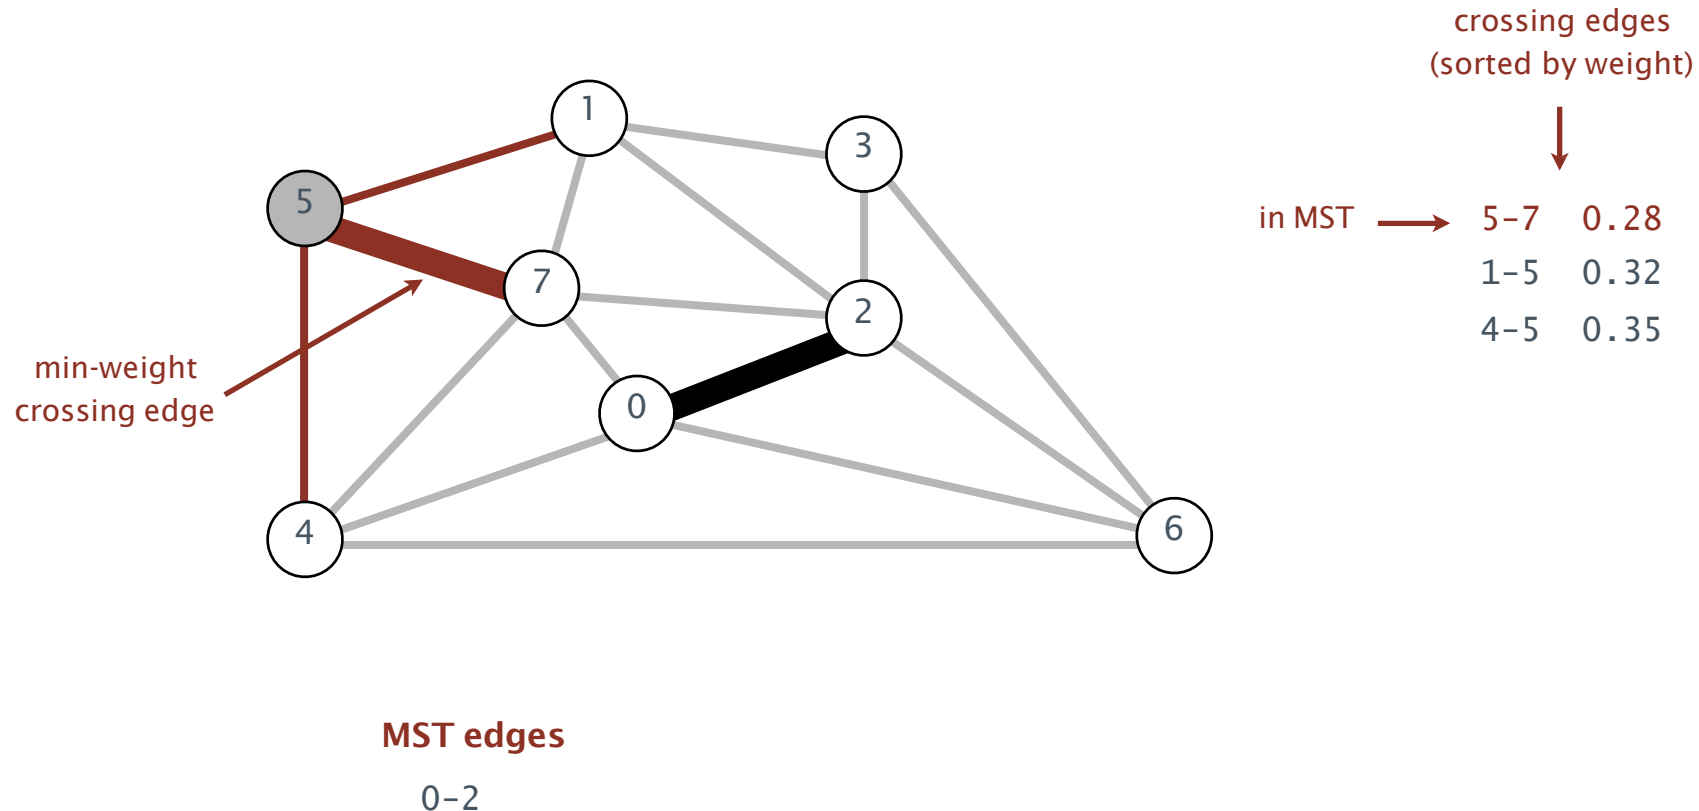 crossing edges
(sorted by weight)
1
3
5
in MST
5-7 0.28
7
1-5 0.32
2
4-5 0.35
min-weight
crossing edge
0
4
6
MST edges
0-2